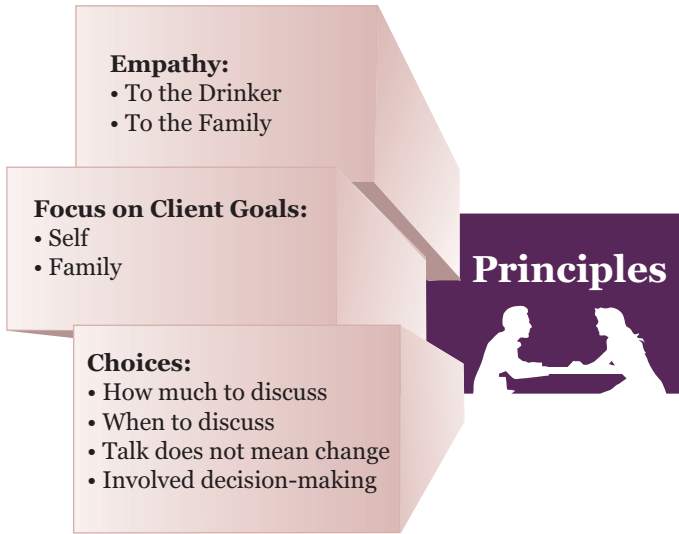 Empathy:
• To the Drinker
• To the Family
Focus on Client Goals:
• Self
• Family
Principles
Choices:
• How much to discuss
• When to discuss
• Talk does not mean change
• Involved decision-making